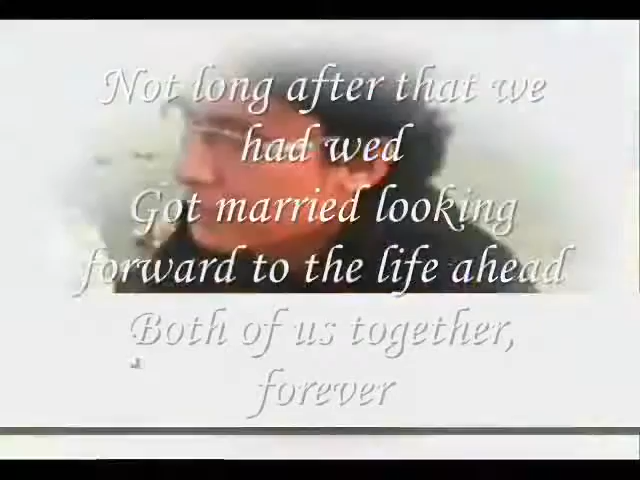 Not long after that we
had wed
Got married looking
forward to the life ahead
Both of us together,
forever